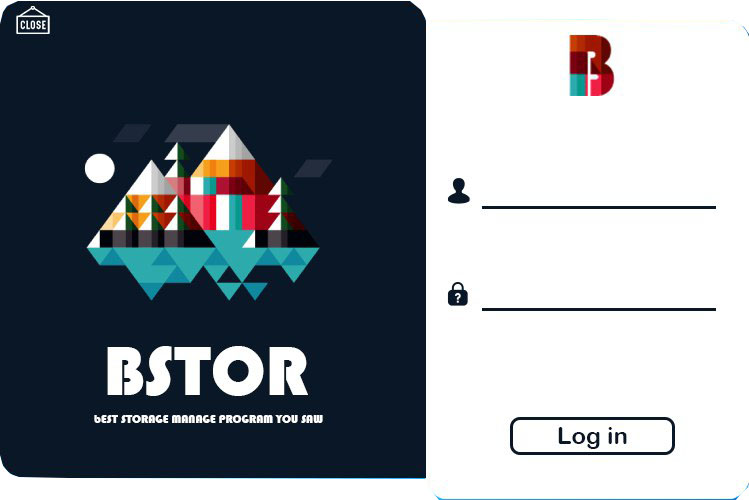 CLOSE
B
BSTOR
bEST STORAGE MANAGE PROGRAM YOU SAW
?
Log in